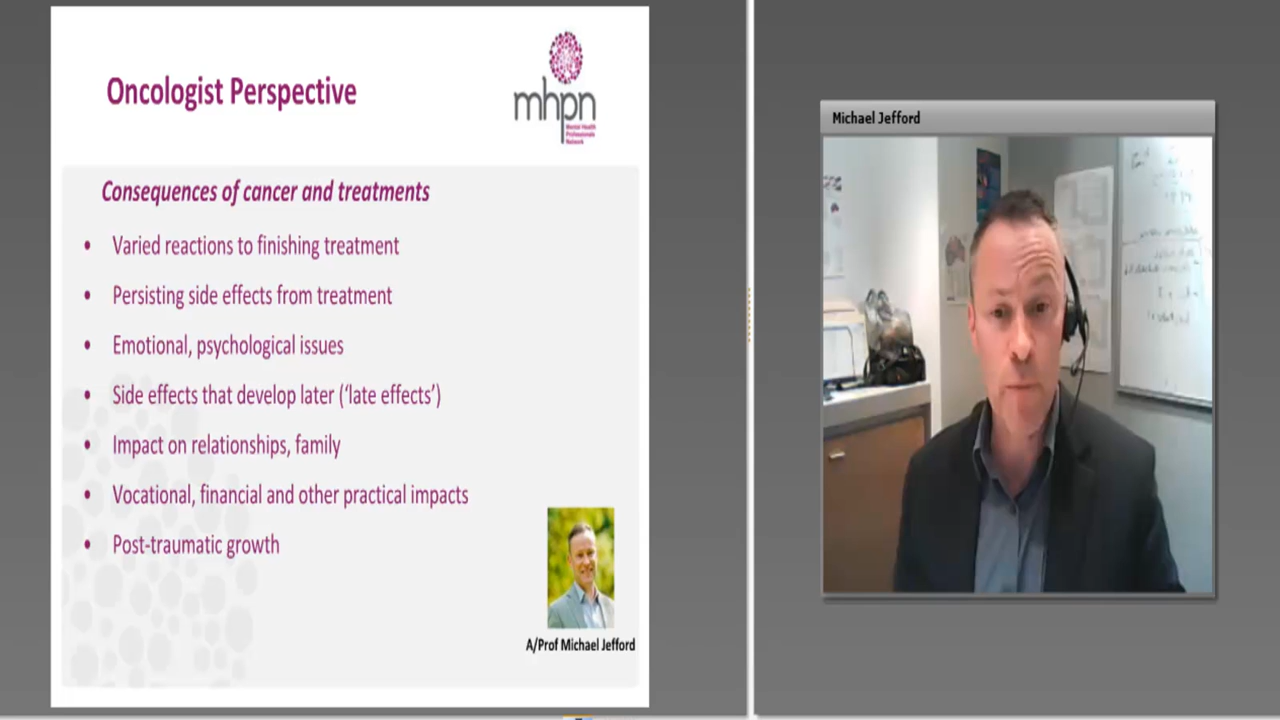 Oncologist Perspective
mhpn
Mental Health
Professionals
Network
Consequences of cancer and treatments
• Varied reactions to finishing treatment
• Persisting side effects from treatment
• Emotional, psychological issues
• Side effects that develop later (‘late effects’)
• Impact on relationships, family
• Vocational, financial and other practical impacts
• Post-traumatic growth
A/Prof Michael Jefford
Michael Jefford